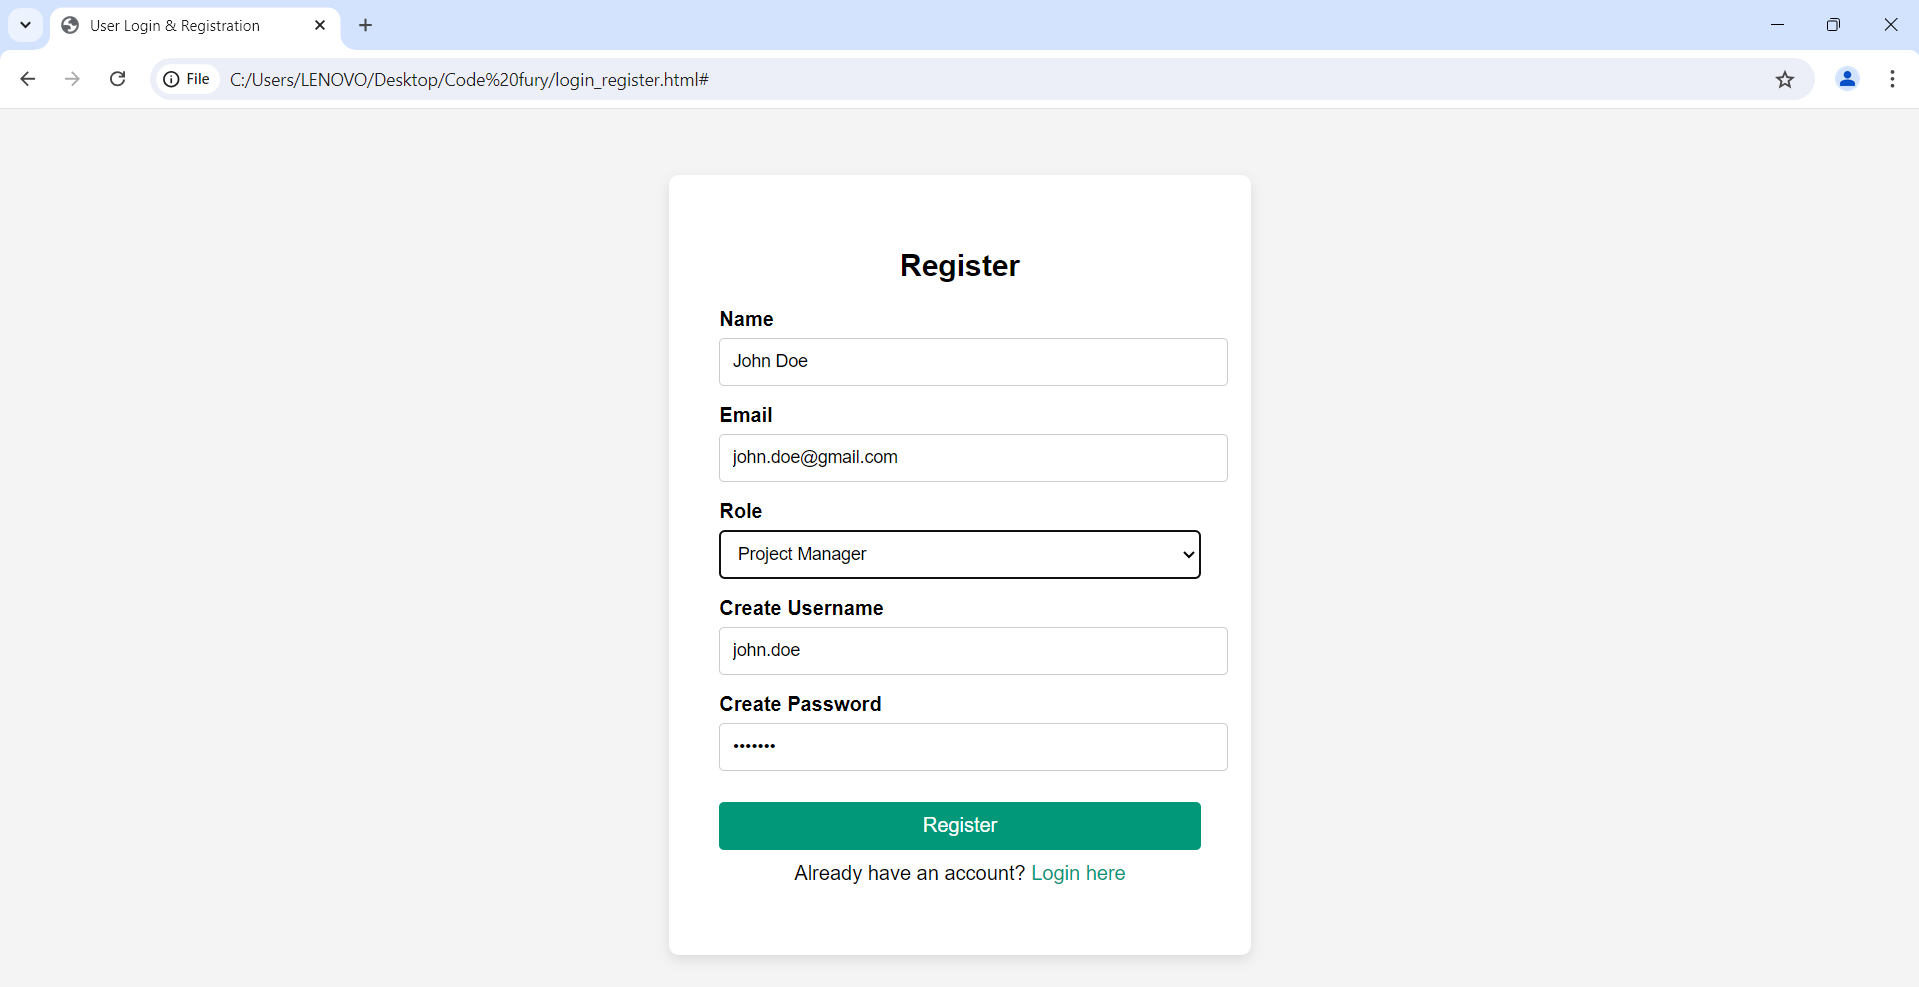 User Login & Registration
File C:/Users/LENOVO/Desktop/Code%20fury/login_register.html#
Register
Name
John Doe
Email
john.doe@gmail.com
Role
Project Manager
Create Username
john.doe
Create Password
•••••••
Register
Already have an account? Login here